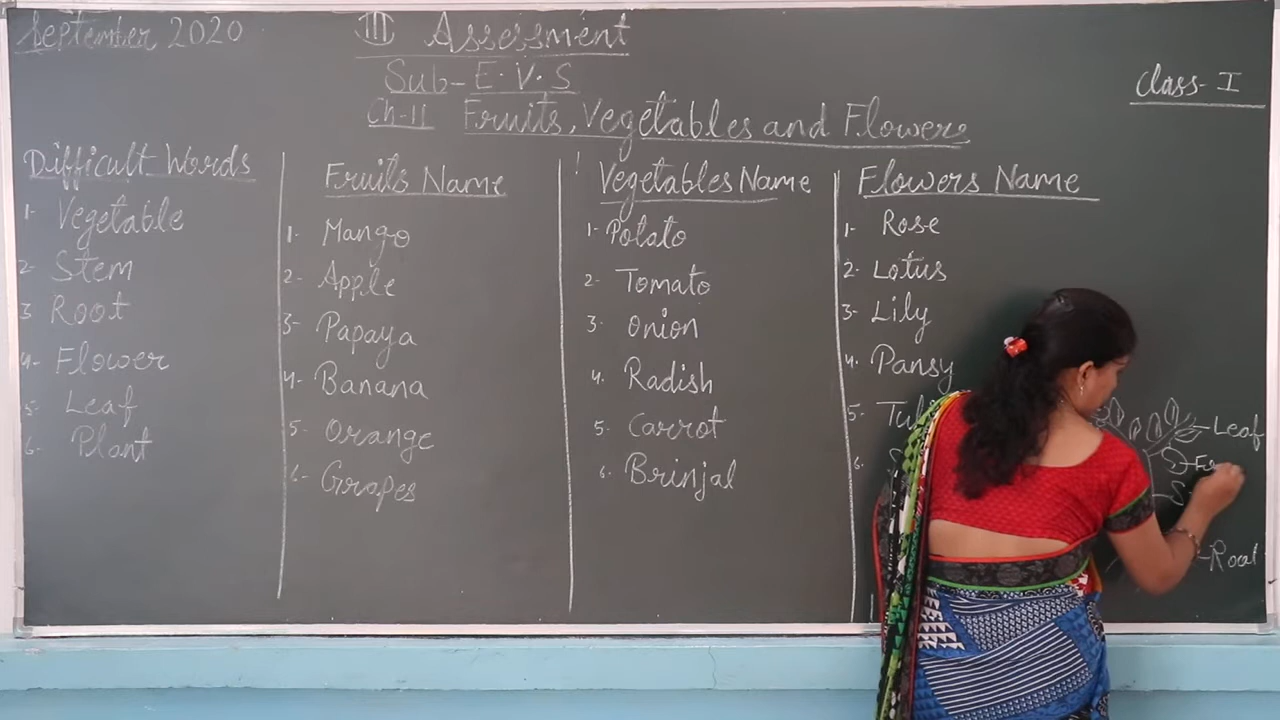 September 2020
III Assessment
Sub- E.V.S
Class- I
Ch-11 Fruits, Vegetables and Flowers
Difficult Words
1- Vegetable
2- Stem
3 Root
4- Flower
5- Leaf
6- Plant
Fruits Name
1- Mango
2- Apple
3- Papaya
4- Banana
5- Orange
6- Grapes
Vegetables Name
1- Potato
2- Tomato
3- Onion
4. Radish
5- Carrot
6- Brinjal
Flowers Name
1- Rose
2- Lotus
3- Lily
4. Pansy
5-
6.
Leaf
Root